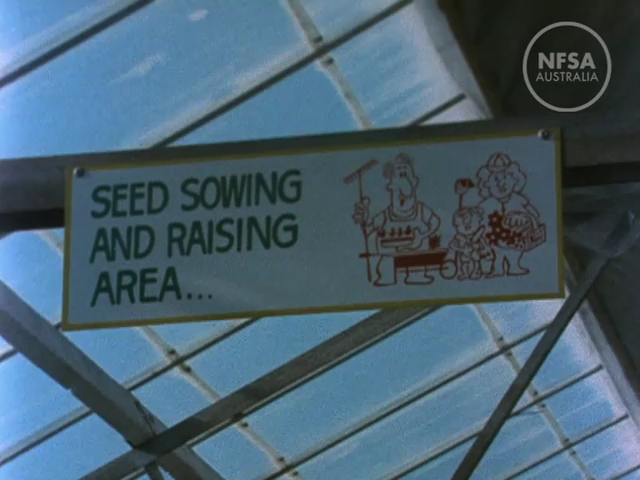 NFSA
AUSTRALIA
SEED SOWING
AND RAISING
AREA...